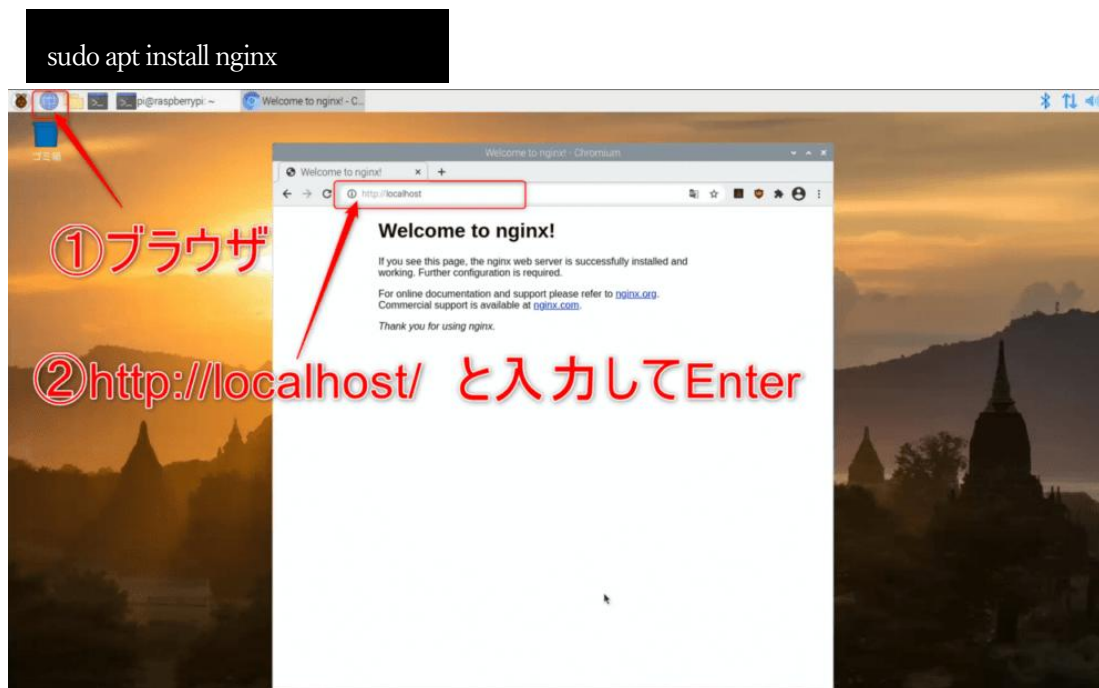 sudo apt install nginx
pi@raspberrypi: ~
Welcome to nginx! - C...
ゴミ箱
Welcome to nginx! - Chromium
Welcome to nginx!
http://localhost
①ブラウザ
Welcome to nginx!
If you see this page, the nginx web server is successfully installed and
working. Further configuration is required.
For online documentation and support please refer to nginx.org.
Commercial support is available at nginx.com.
Thank you for using nginx.
②http://localhost/ と入力してEnter